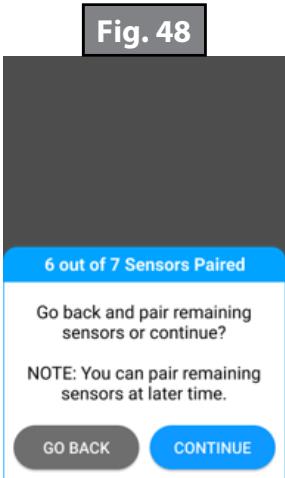 Fig. 48
6 out of 7 Sensors Paired
Go back and pair remaining
sensors or continue?
NOTE: You can pair remaining
sensors at later time.
GO BACK CONTINUE